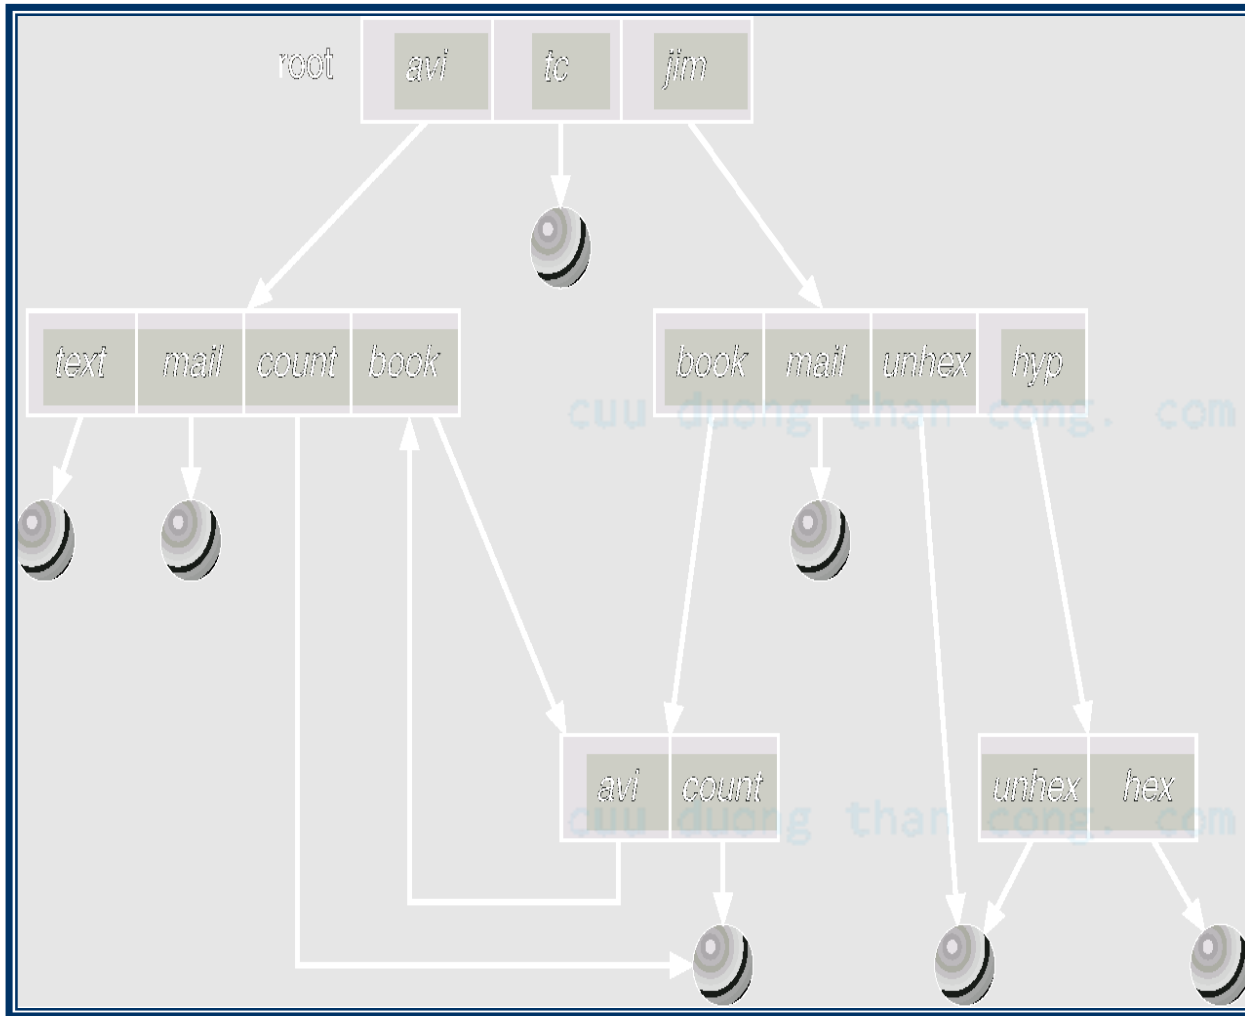 root avi tc jim
text mail count book book mail unhex hyp
cuu duong than cong. com
avi count unhex hex
cuu duong than cong. com